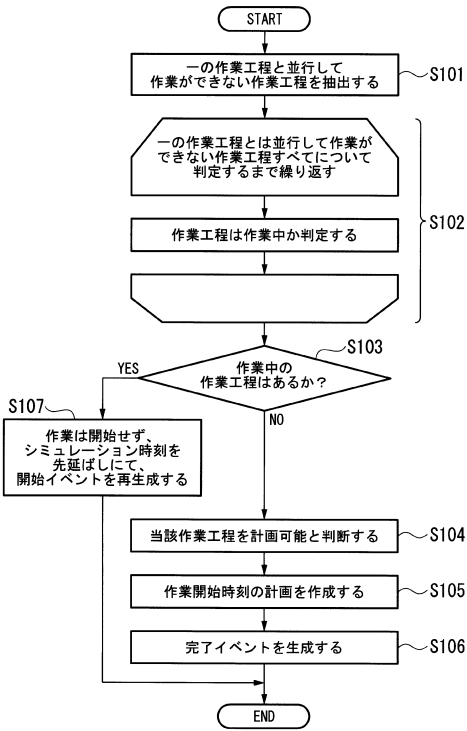 START
一の作業工程と並行して
作業ができない作業工程を抽出する
S101
一の作業工程とは並行して作業が
できない作業工程すべてについて
判定するまで繰り返す
S102
作業工程は作業中か判定する
S103
作業中の
作業工程はあるか？
YES
NO
S107
作業は開始せず、
シミュレーション時刻を
先延ばしにて、
開始イベントを再生成する
当該作業工程を計画可能と判断する
S104
作業開始時刻の計画を作成する
S105
完了イベントを生成する
S106
END